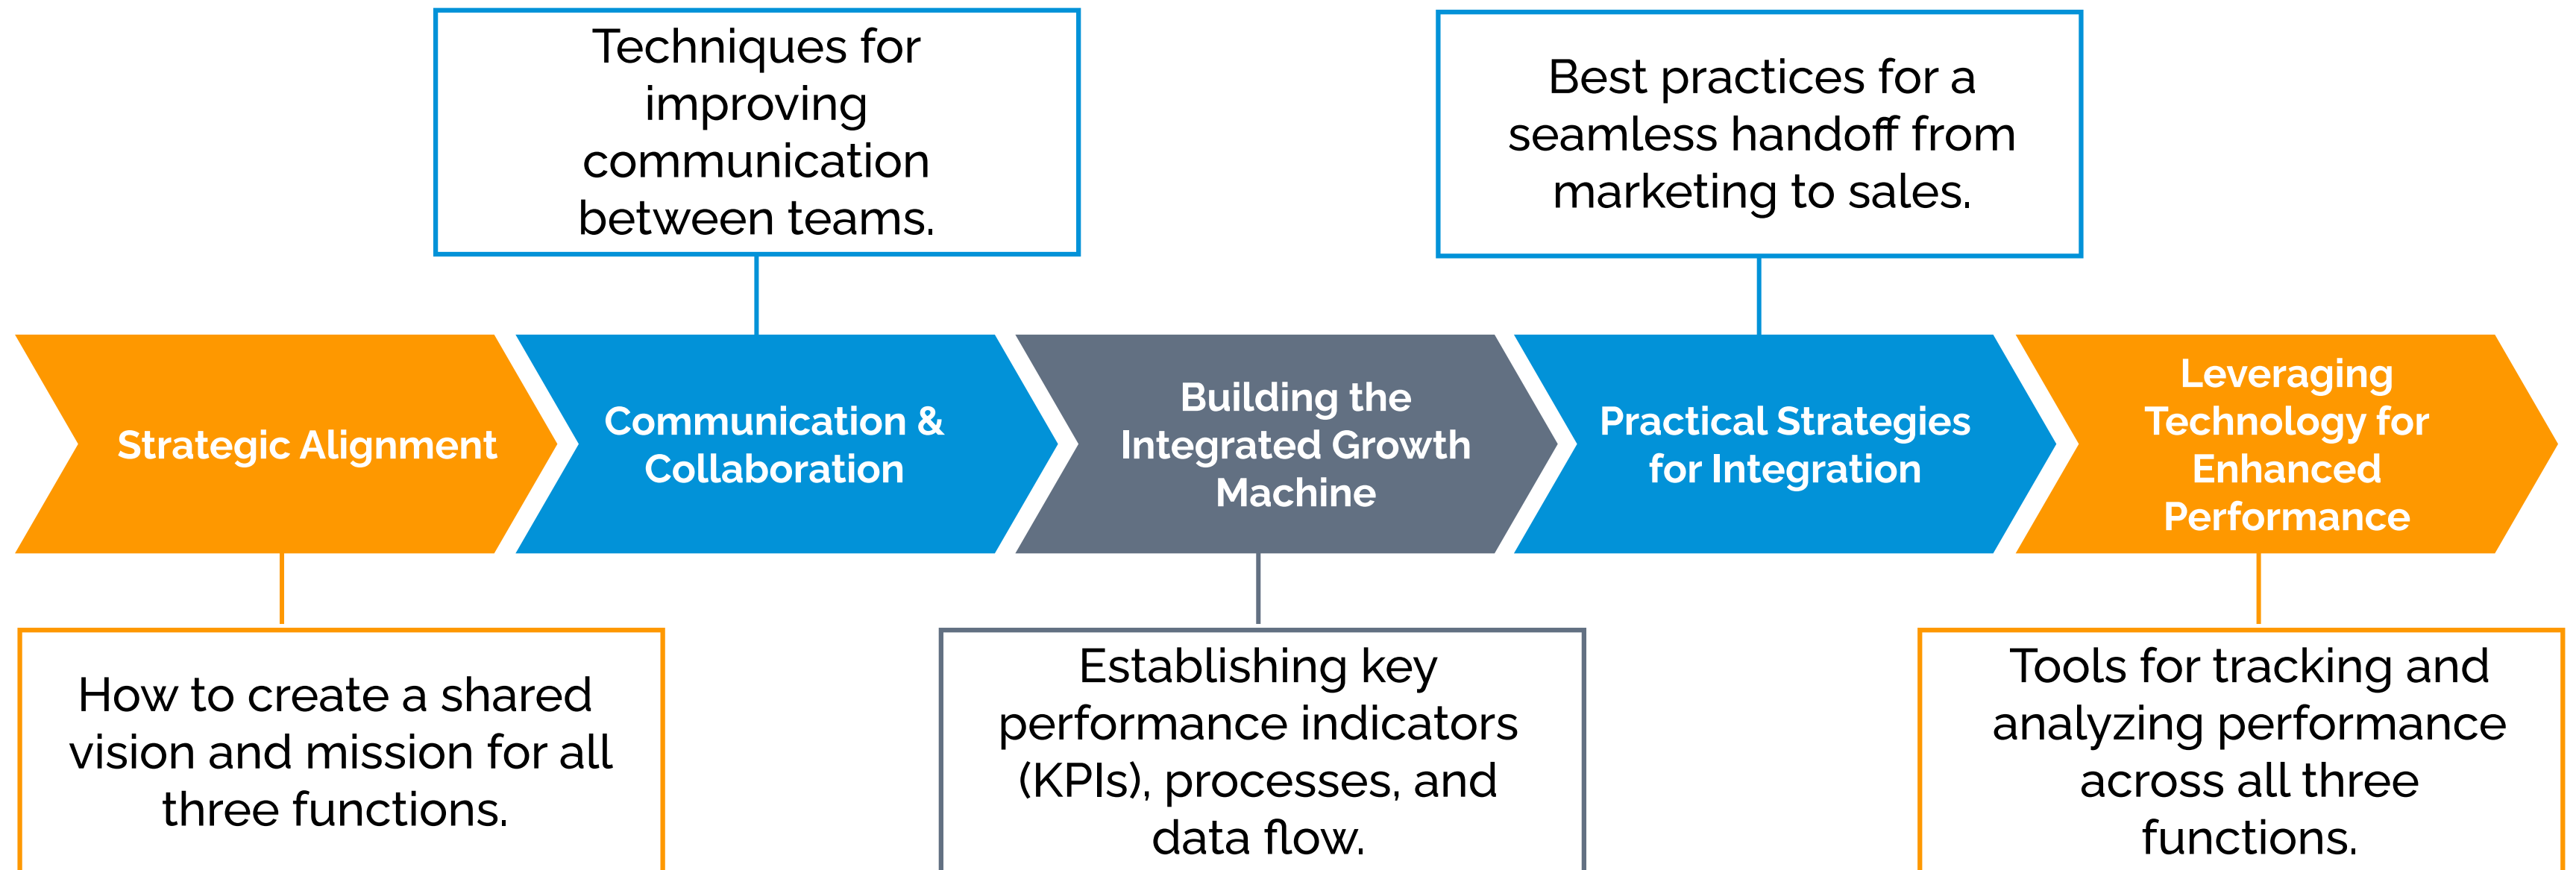 Techniques for
improving
communication
between teams.
Best practices for a
seamless handoff from
marketing to sales.
Strategic Alignment
Communication &
Collaboration
Building the
Integrated Growth
Machine
Practical Strategies
for Integration
Leveraging
Technology for
Enhanced
Performance
How to create a shared
vision and mission for all
three functions.
Establishing key
performance indicators
(KPIs), processes, and
data flow.
Tools for tracking and
analyzing performance
across all three
functions.